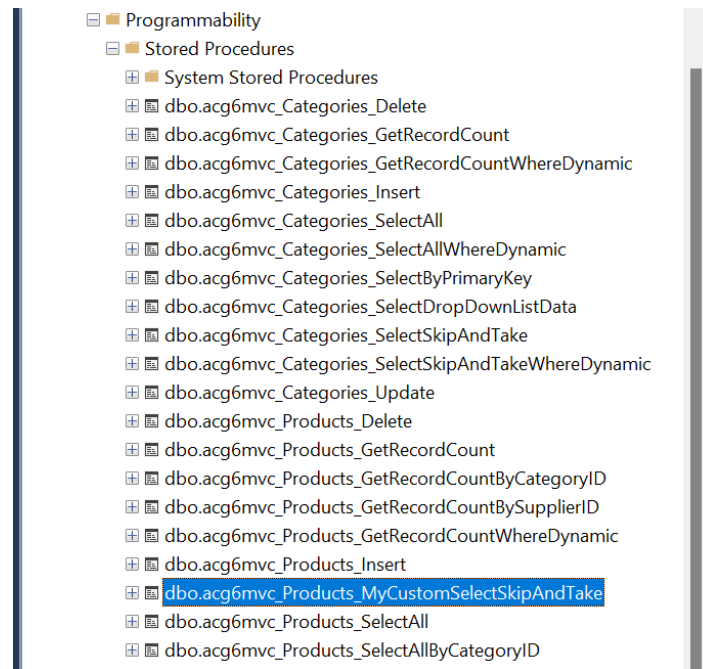 Programmability
Stored Procedures
System Stored Procedures
dbo.acg6mvc_Categories_Delete
dbo.acg6mvc_Categories_GetRecordCount
dbo.acg6mvc_Categories_GetRecordCountWhereDynamic
dbo.acg6mvc_Categories_Insert
dbo.acg6mvc_Categories_SelectAll
dbo.acg6mvc_Categories_SelectAllWhereDynamic
dbo.acg6mvc_Categories_SelectByPrimaryKey
dbo.acg6mvc_Categories_SelectDropDownListData
dbo.acg6mvc_Categories_SelectSkipAndTake
dbo.acg6mvc_Categories_SelectSkipAndTakeWhereDynamic
dbo.acg6mvc_Categories_Update
dbo.acg6mvc_Products_Delete
dbo.acg6mvc_Products_GetRecordCount
dbo.acg6mvc_Products_GetRecordCountByCategoryID
dbo.acg6mvc_Products_GetRecordCountBySupplierID
dbo.acg6mvc_Products_GetRecordCountWhereDynamic
dbo.acg6mvc_Products_Insert
dbo.acg6mvc_Products_MyCustomSelectSkipAndTake
dbo.acg6mvc_Products_SelectAll
dbo.acg6mvc_Products_SelectAllByCategoryID